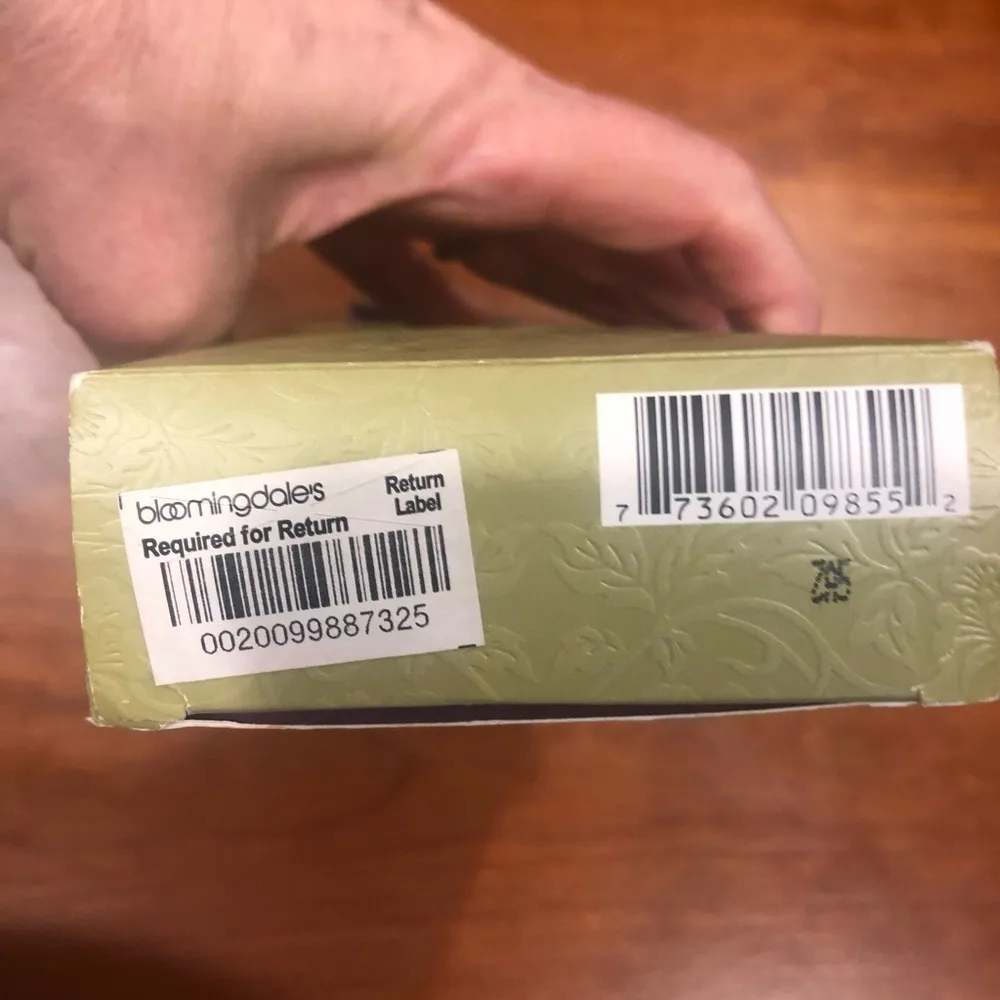 bloomingdale's
Return
Label
Required for Return
0020099887325
7 73602 09855 2